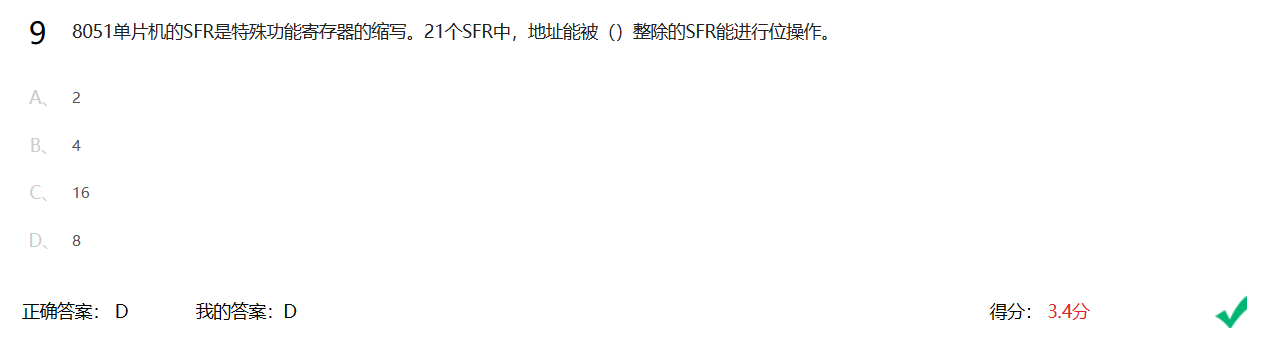 9 8051单片机的SFR是特殊功能寄存器的缩写。21个SFR中，地址能被（）整除的SFR能进行位操作。
A、 2
B、 4
C、 16
D、 8
正确答案： D 我的答案：D 得分： 3.4分